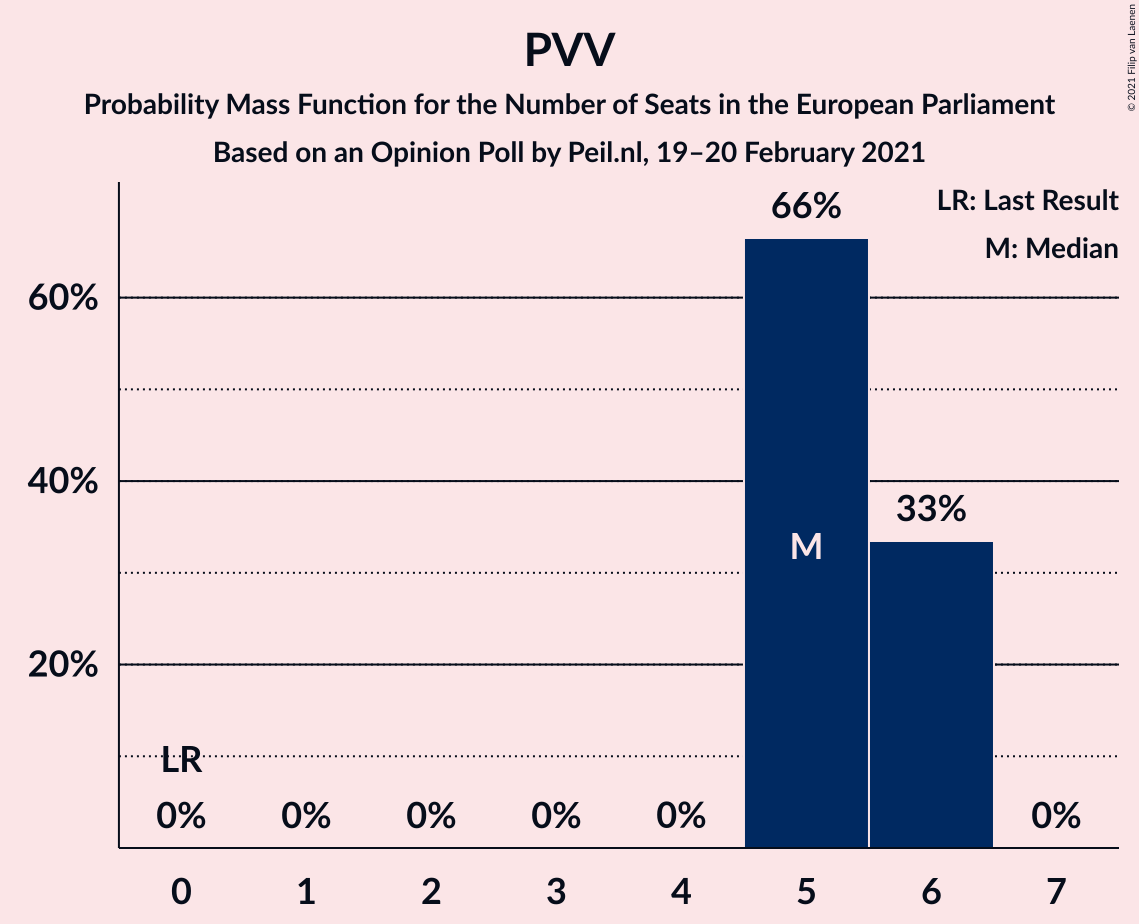 PVV
Probability Mass Function for the Number of Seats in the European Parliament
Based on an Opinion Poll by Peil.nl, 19–20 February 2021
© 2021 Filip van Laenen
LR: Last Result
M: Median
66%
60%
40%
33%
M
20%
LR
0% 0% 0% 0% 0% 0%
0 1 2 3 4 5 6 7